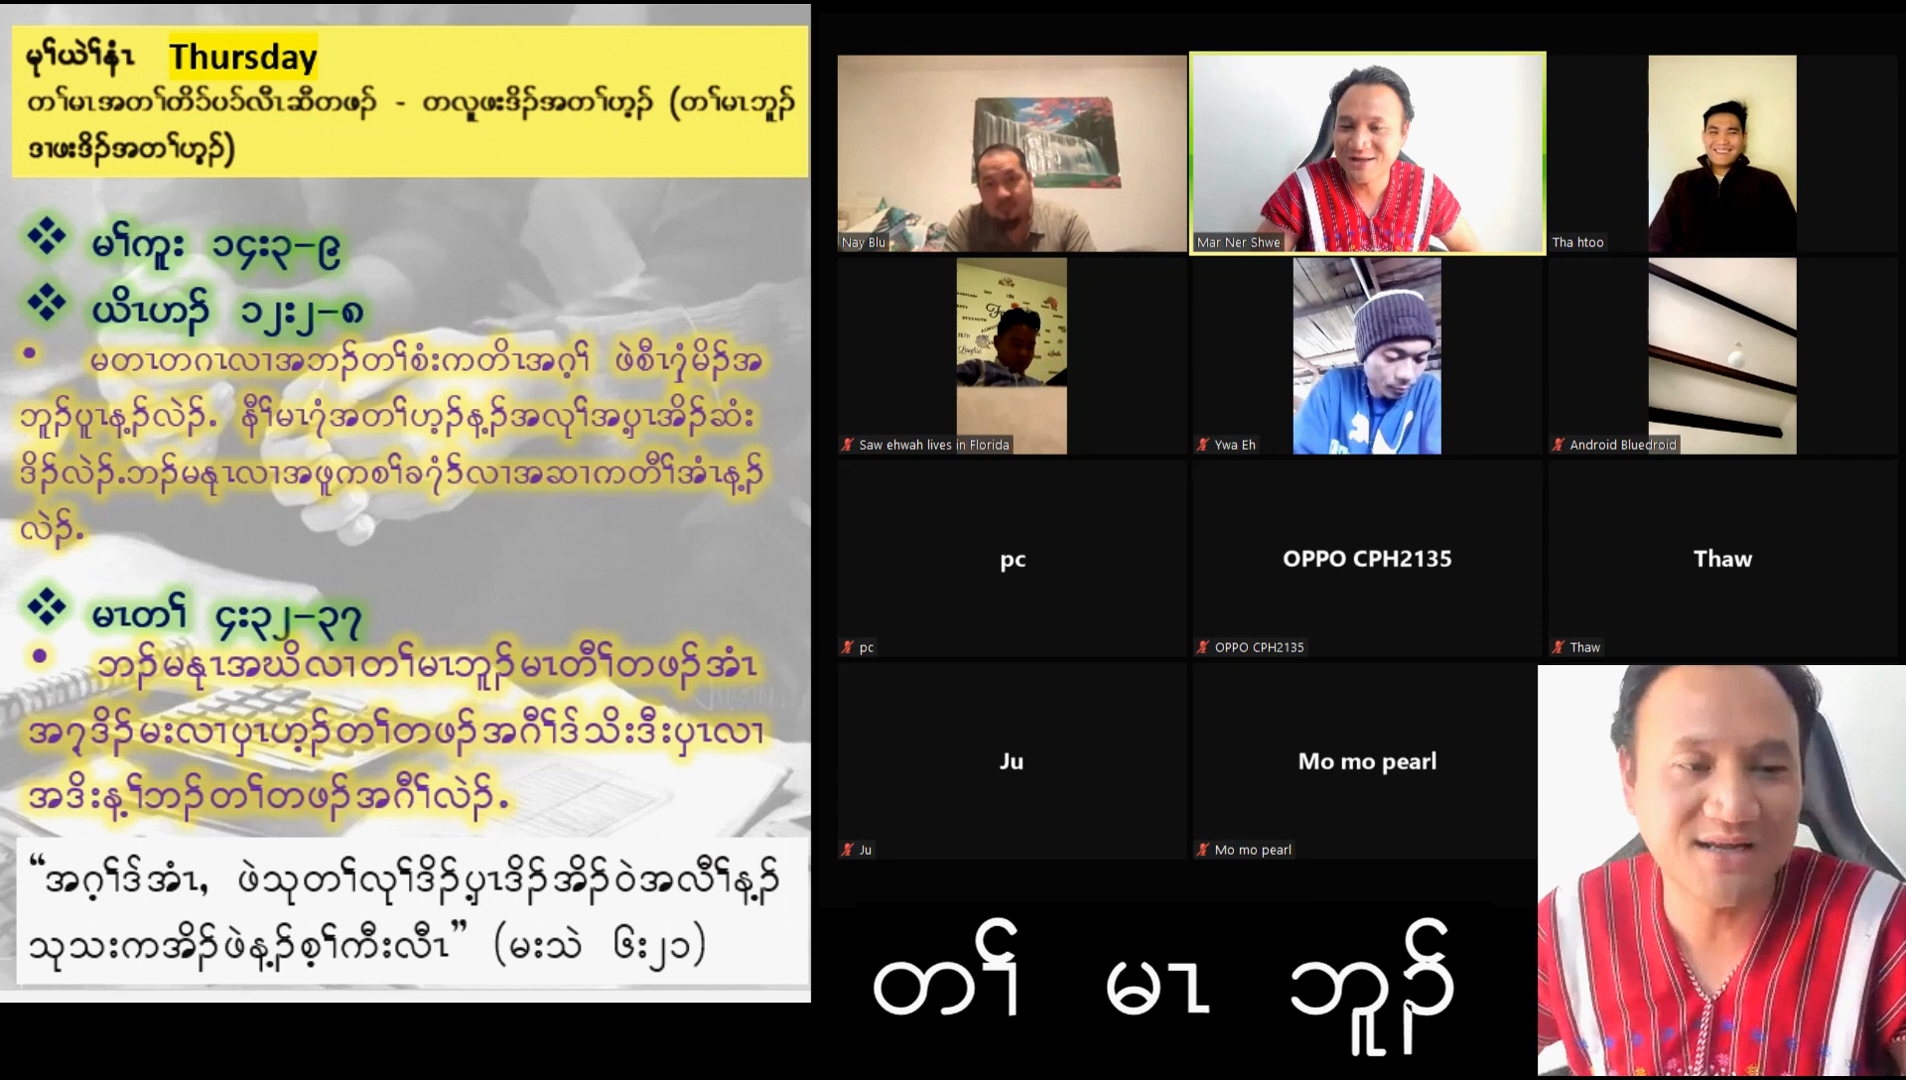 မုၢ်ယဲၢ်နံၤ Thursday
တၢ်မၤအတၢ်တိာ်ပာ်လီၤဆီတဖၣ် - တလူဖးဒိၣ်အတၢ်ဟ့ၣ် (တၢ်မၤဘူၣ်
ဒၢဖးဒိၣ်အတၢ်ဟ့ၣ်)
❖ မၢ်ကူး ၁၄း၃-၉
❖ ယိၤဟၣ် ၁၂း၂-၈
• မတၤတဂၤလၢအဘၣ်တၢ်စံးကတိၤအဂ့ၢ် ဖဲစီၤၡံမိၣ်အ
ဘူၣ်ပူၤန့ၣ်လဲၣ်. နီၢ်မၤၡံအတၢ်ဟ့ၣ်န့ၣ်အလုၢ်အပှ့ၤအိၣ်ဆံး
ဒိၣ်လဲၣ်.ဘၣ်မနုၤလၢအဖူကစၢ်ခၡံာ်လၢအဆၢကတီၢ်အံၤန့ၣ်
လဲၣ်.
❖ မၤတၢ် ၄း၃၂-၃၇
• ဘၣ်မနုၤအဃိလၢတၢ်မၤဘူၣ်မၤတီၢ်တဖၣ်အံၤ
အရဒိၣ်မးလၢပှၤဟ့ၣ်တၢ်တဖၣ်အဂီၢ်ဒ်သိးဒီးပှၤလၢ
အဒိးန့ၢ်ဘၣ်တၢ်တဖၣ်အဂီၢ်လဲၣ်.
“အဂ့ၢ်ဒ်အံၤ, ဖဲသုတၢ်လုၢ်ဒိၣ်ပှ့ၤဒိၣ်အိၣ်ဝဲအလီၢ်န့ၣ်
သုသးကအိၣ်ဖဲန့ၣ်စ့ၢ်ကီးလီၤ” (မးသဲ ၆း၂၁)
Nay Blu
Mar Ner Shwe
Tha htoo
Saw ehwah lives in Florida
Ywa Eh
Android Bluedroid
pc
OPPO CPH2135
Thaw
pc
OPPO CPH2135
Thaw
Ju
Mo mo pearl
Ju
Mo mo pearl
တၢ် မၤ ဘူၣ်